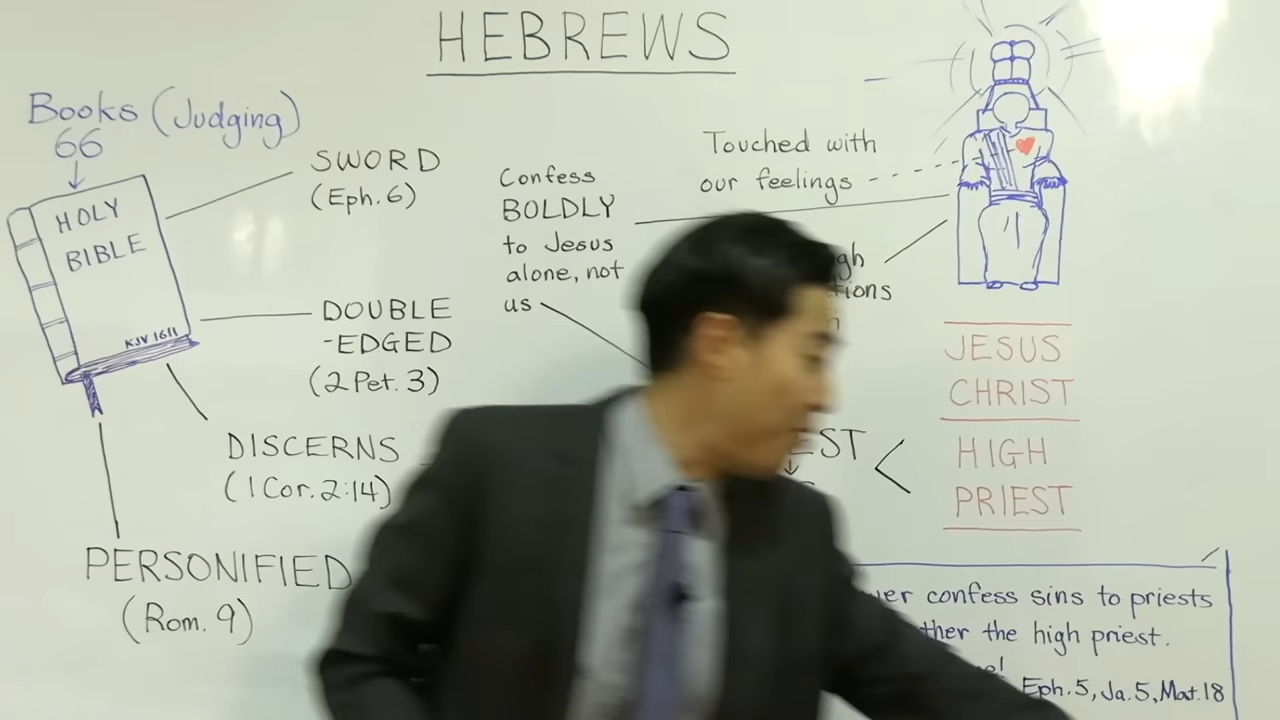 HEBREWS
Books (Judging)
66
HOLY
BIBLE
KJV 1611
SWORD
(Eph. 6)
DOUBLE
-EDGED
(2 Pet. 3)
DISCERNS
(1 Cor. 2:14)
PERSONIFIED
(Rom. 9)
Confess
BOLDLY
to Jesus
alone, not
us
Touched with
our feelings
JESUS
CHRIST
HIGH
PRIEST
confess sins to priests
the high priest.
Eph. 5, Ja. 5, Mat. 18